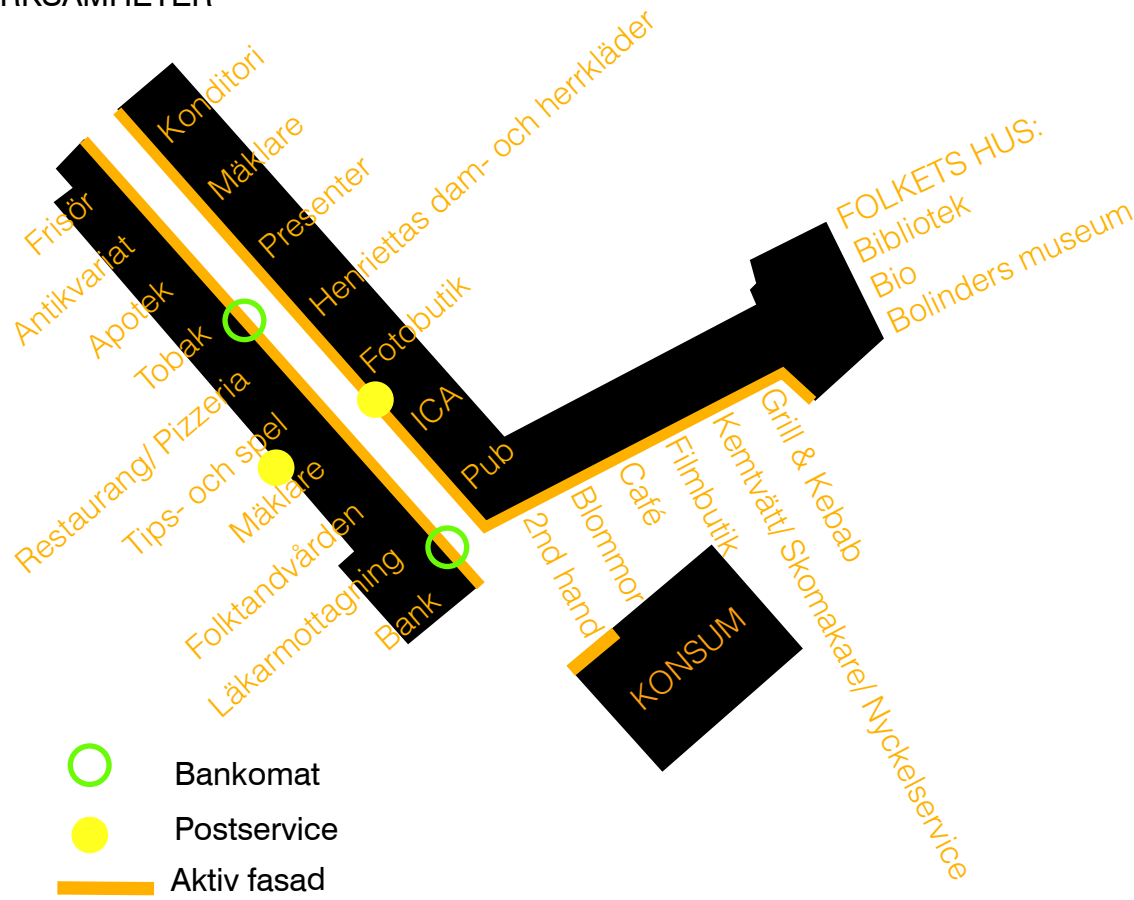 RKSAMHETER
Konditori
Mäklare
Presenter
Henriettas dam- och herrkläder
Fotobutik
ICA
Pub
Frisör
Antikvariat
Apotek
Tobak
Restaurang/ Pizzeria
Tips- och spel
Mäklare
Folktandvården
Läkarmottagning
Bank
FOLKETS HUS:
Bibliotek
Bio
Bolinders museum
2nd hand
Blommor
Café
Filmbutik
Kemtvätt/ Skomakare/ Nyckelservice
Grill & Kebab
KONSUM
Bankomat
Postservice
Aktiv fasad